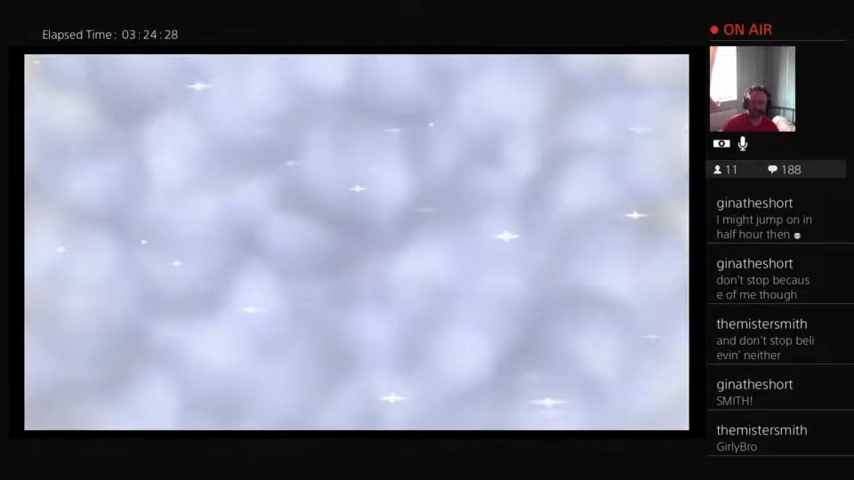 Elapsed Time : 03:24:28
ON AIR
11 188
ginatheshort
I might jump on in
half hour then
ginatheshort
don't stop becaus
e of me though
themistersmith
and don't stop beli
evin' neither
ginatheshort
SMITH!
themistersmith
GirlyBro